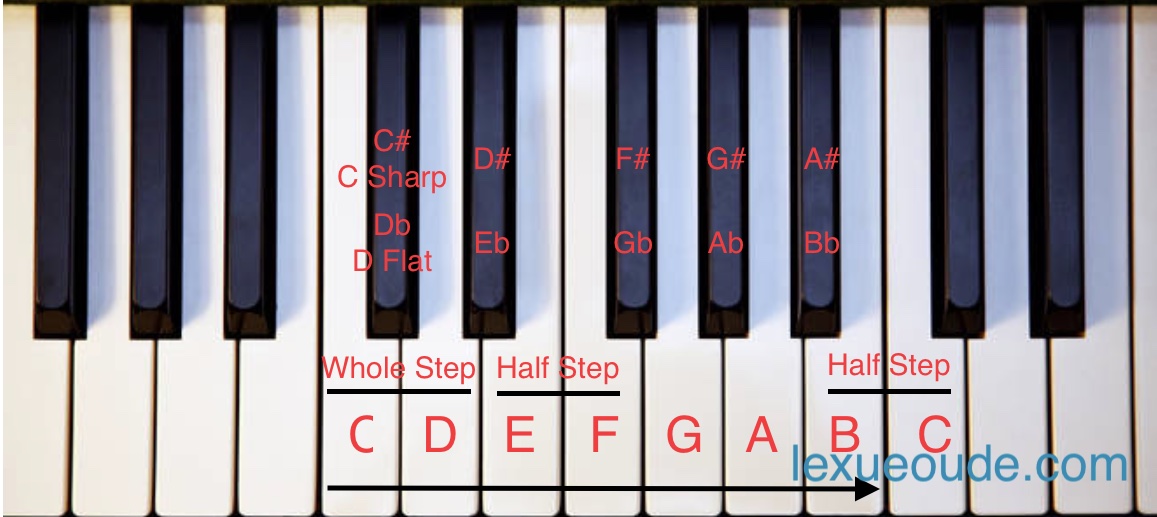 C#
C Sharp
Db
D Flat
D#
Eb
F#
Gb
G#
Ab
A#
Bb
Whole Step
Half Step
Half Step
C D E F G A B C
lexueoude.com